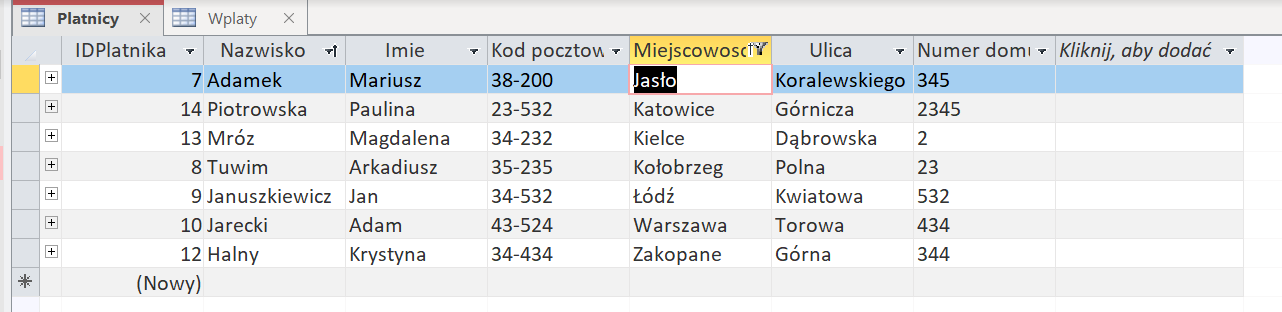 Platnicy Wplaty
IDPlatnika Nazwisko Imie Kod pocztow Miejscowosc Ulica Numer domu Kliknij, aby dodać
7 Adamek Mariusz 38-200 Jasło Koralewskiego 345
14 Piotrowska Paulina 23-532 Katowice Górnicza 2345
13 Mróz Magdalena 34-232 Kielce Dąbrowska 2
8 Tuwim Arkadiusz 35-235 Kołobrzeg Polna 23
9 Januszkiewicz Jan 34-532 Łódź Kwiatowa 532
10 Jarecki Adam 43-524 Warszawa Torowa 434
12 Halny Krystyna 34-434 Zakopane Górna 344
(Nowy)